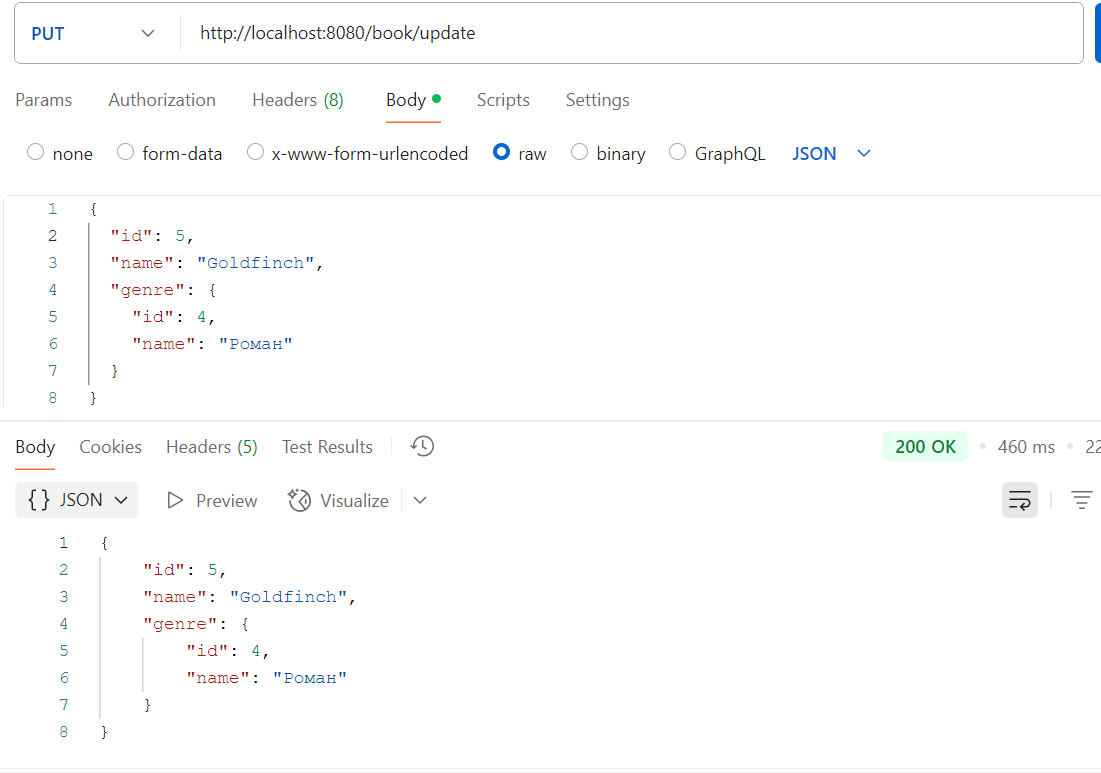 PUT http://localhost:8080/book/update
Params Authorization Headers (8) Body Scripts Settings
none form-data x-www-form-urlencoded raw binary GraphQL JSON
1 {
2 "id": 5,
3 "name": "Goldfinch",
4 "genre": {
5 "id": 4,
6 "name": "Роман"
7 }
8 }
Body Cookies Headers (5) Test Results 200 OK • 460 ms • 22
{} JSON Preview Visualize
1 {
2 "id": 5,
3 "name": "Goldfinch",
4 "genre": {
5 "id": 4,
6 "name": "Роман"
7 }
8 }